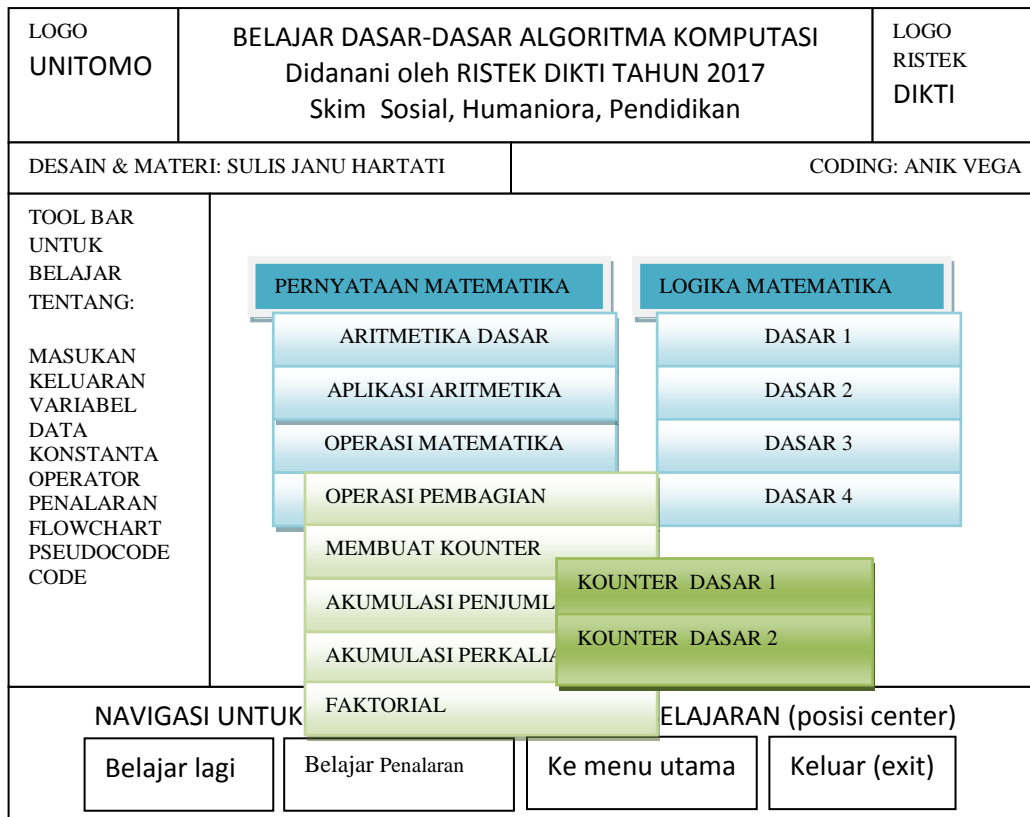 LOGO
UNITOMO
BELAJAR DASAR-DASAR ALGORITMA KOMPUTASI
Didanani oleh RISTEK DIKTI TAHUN 2017
Skim Sosial, Humaniora, Pendidikan
LOGO
RISTEK
DIKTI
DESAIN & MATERI: SULIS JANU HARTATI
CODING: ANIK VEGA
TOOL BAR
UNTUK
BELAJAR
TENTANG:
MASUKAN
KELUARAN
VARIABEL
DATA
KONSTANTA
OPERATOR
PENALARAN
FLOWCHART
PSEUDOCODE
CODE
PERNYATAAN MATEMATIKA
ARITMETIKA DASAR
APLIKASI ARITMETIKA
OPERASI MATEMATIKA
OPERASI PEMBAGIAN
MEMBUAT KOUNTER
AKUMULASI PENJUML
AKUMULASI PERKALIA
FAKTORIAL
KOUNTER DASAR 1
KOUNTER DASAR 2
LOGIKA MATEMATIKA
DASAR 1
DASAR 2
DASAR 3
DASAR 4
NAVIGASI UNTUK ELAJARAN (posisi center)
Belajar lagi
Belajar Penalaran
Ke menu utama
Keluar (exit)